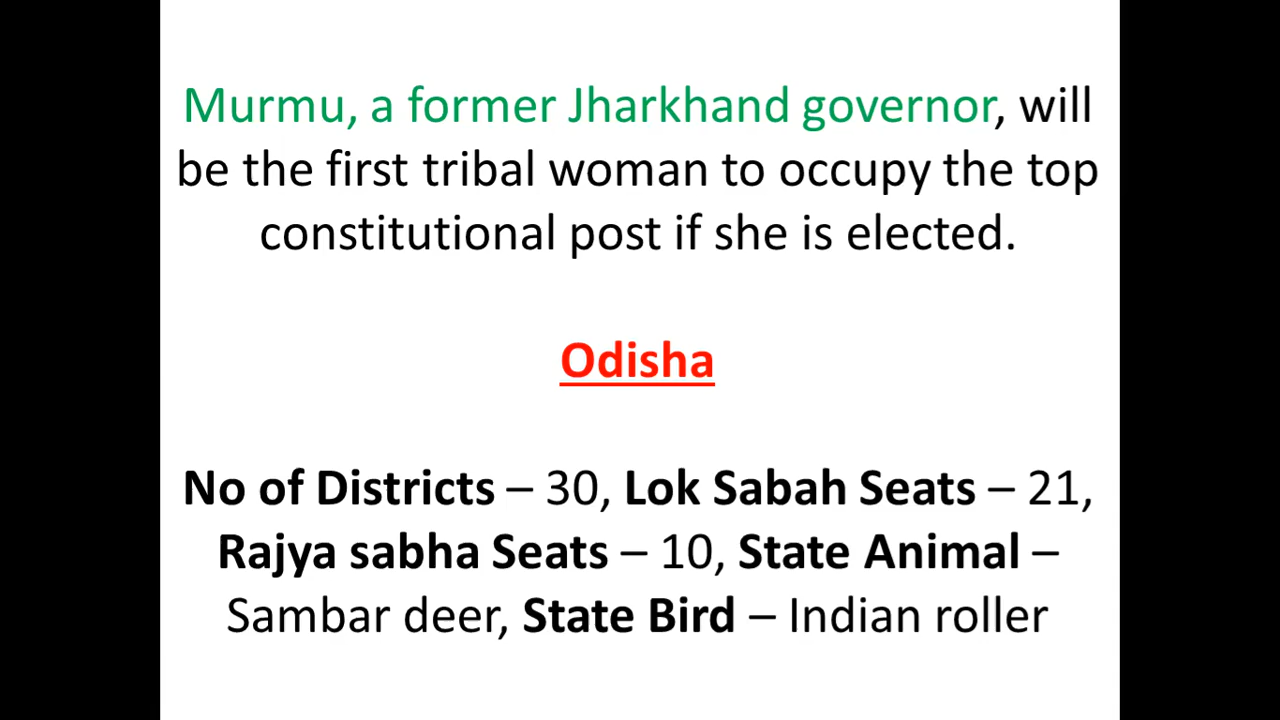 Murmu, a former Jharkhand governor, will
be the first tribal woman to occupy the top
constitutional post if she is elected.
Odisha
No of Districts – 30, Lok Sabah Seats – 21,
Rajya sabha Seats – 10, State Animal –
Sambar deer, State Bird – Indian roller